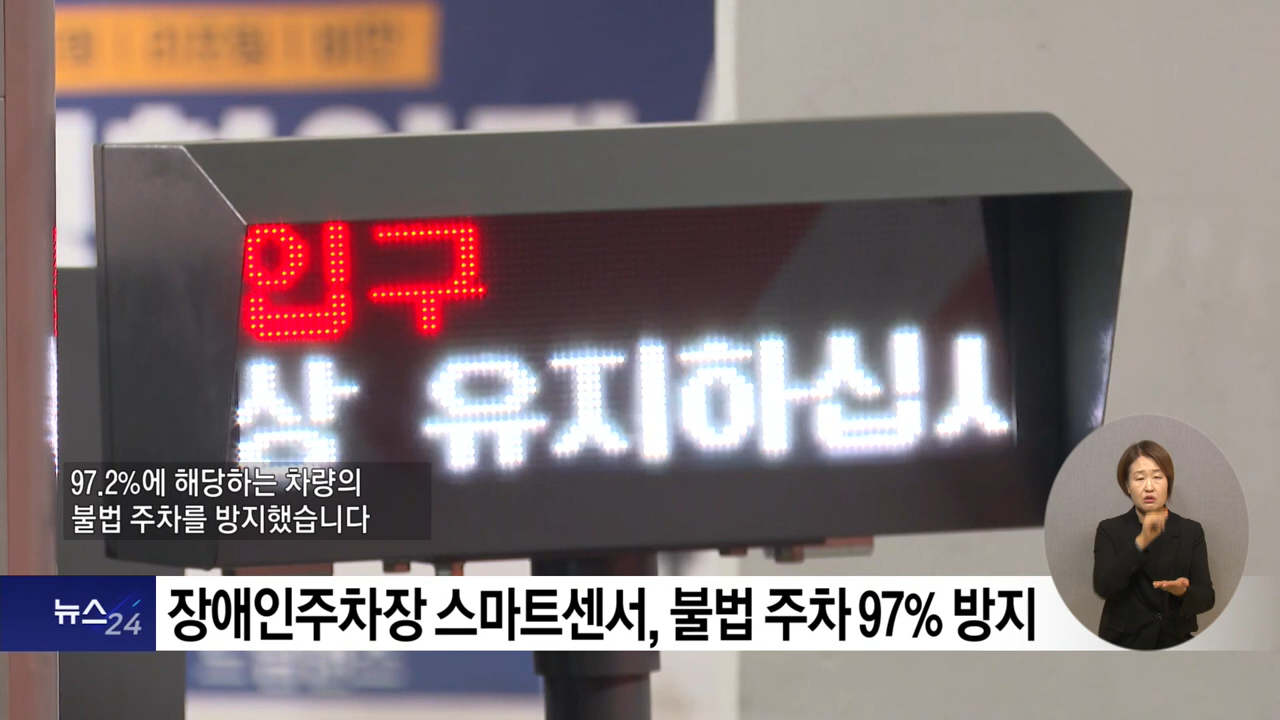 입구
상 유지하십시
97.2%에 해당하는 차량의
불법 주차를 방지했습니다
뉴스24
장애인주차장 스마트센서, 불법 주차 97% 방지